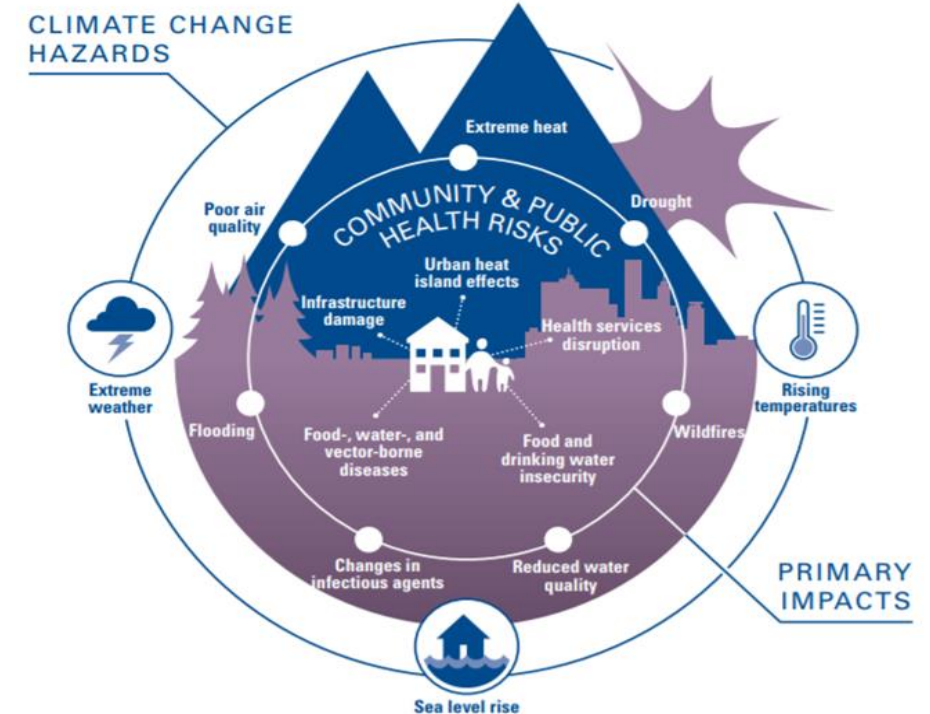 CLIMATE CHANGE
HAZARDS
Extreme heat
Poor air
quality
Drought
COMMUNITY & PUBLIC
HEALTH RISKS
Urban heat
island effects
Infrastructure
damage
Health services
disruption
Extreme
weather
Rising
temperatures
Flooding
Wildfires
Food-, water-, and
vector-borne
diseases
Food and
drinking water
insecurity
Changes in
infectious agents
Reduced water
quality
PRIMARY
IMPACTS
Sea level rise